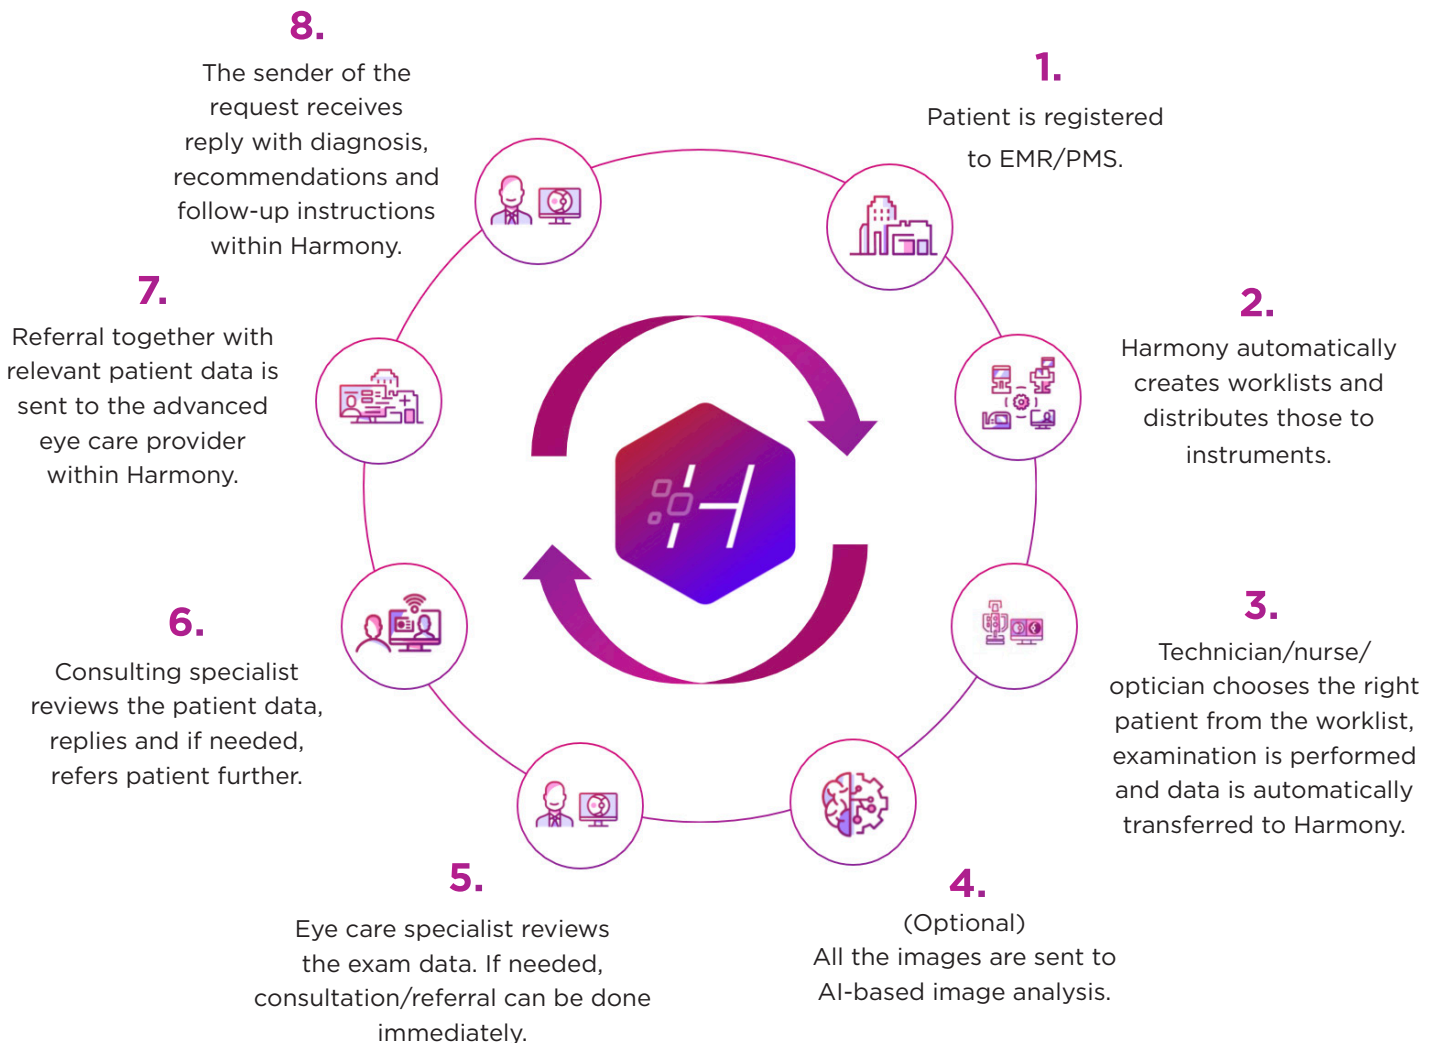 1.
Patient is registered
to EMR/PMS.
2.
Harmony automatically
creates worklists and
distributes those to
instruments.
3.
Technician/nurse/
optician chooses the right
patient from the worklist,
examination is performed
and data is automatically
transferred to Harmony.
4.
(Optional)
All the images are sent to
AI-based image analysis.
5.
Eye care specialist reviews
the exam data. If needed,
consultation/referral can be done
immediately.
6.
Consulting specialist
reviews the patient data,
replies and if needed,
refers patient further.
7.
Referral together with
relevant patient data is
sent to the advanced
eye care provider
within Harmony.
8.
The sender of the
request receives
reply with diagnosis,
recommendations and
follow-up instructions
within Harmony.
H